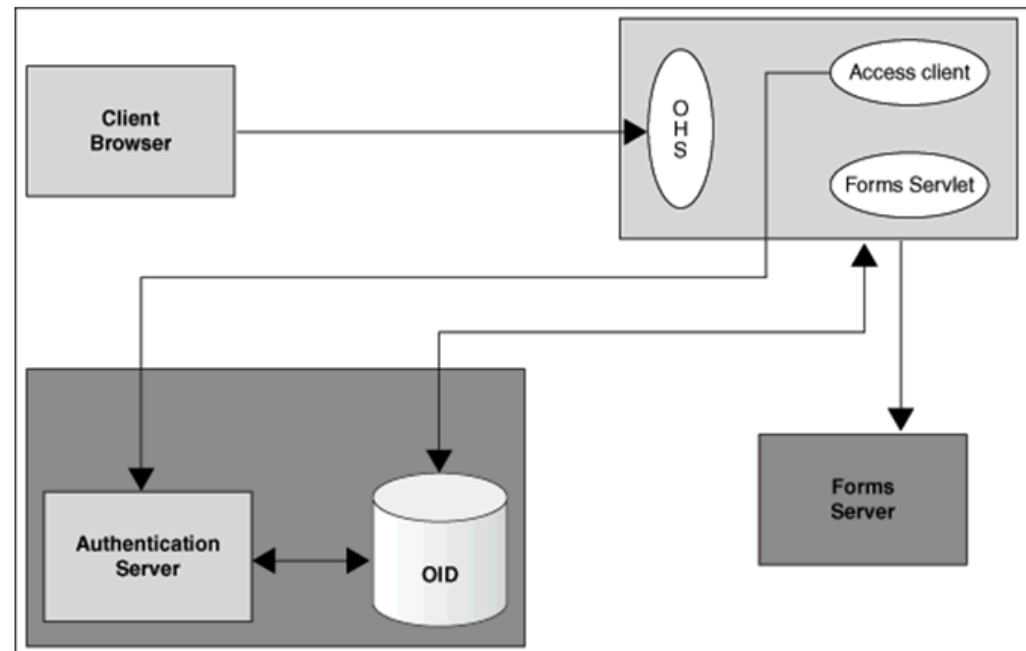 Client
Browser
O
H
S
Access client
Forms Servlet
Authentication
Server
OID
Forms
Server